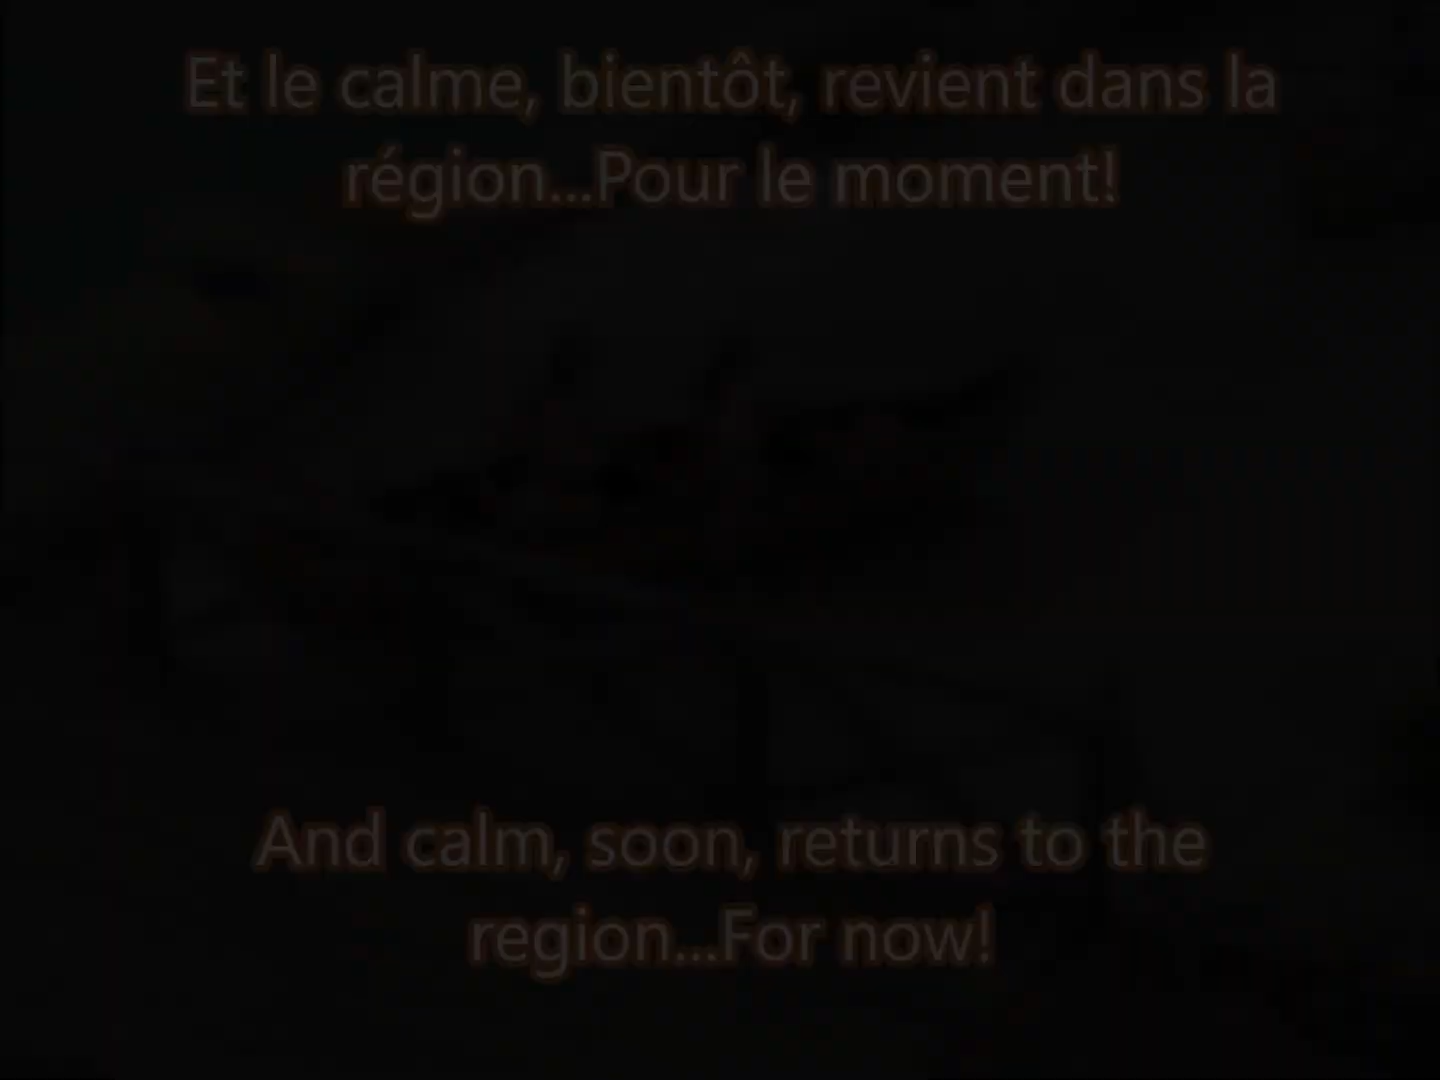 Et le calme, bientôt, revient dans la
région...Pour le moment!
And calm, soon, returns to the
region...For now!